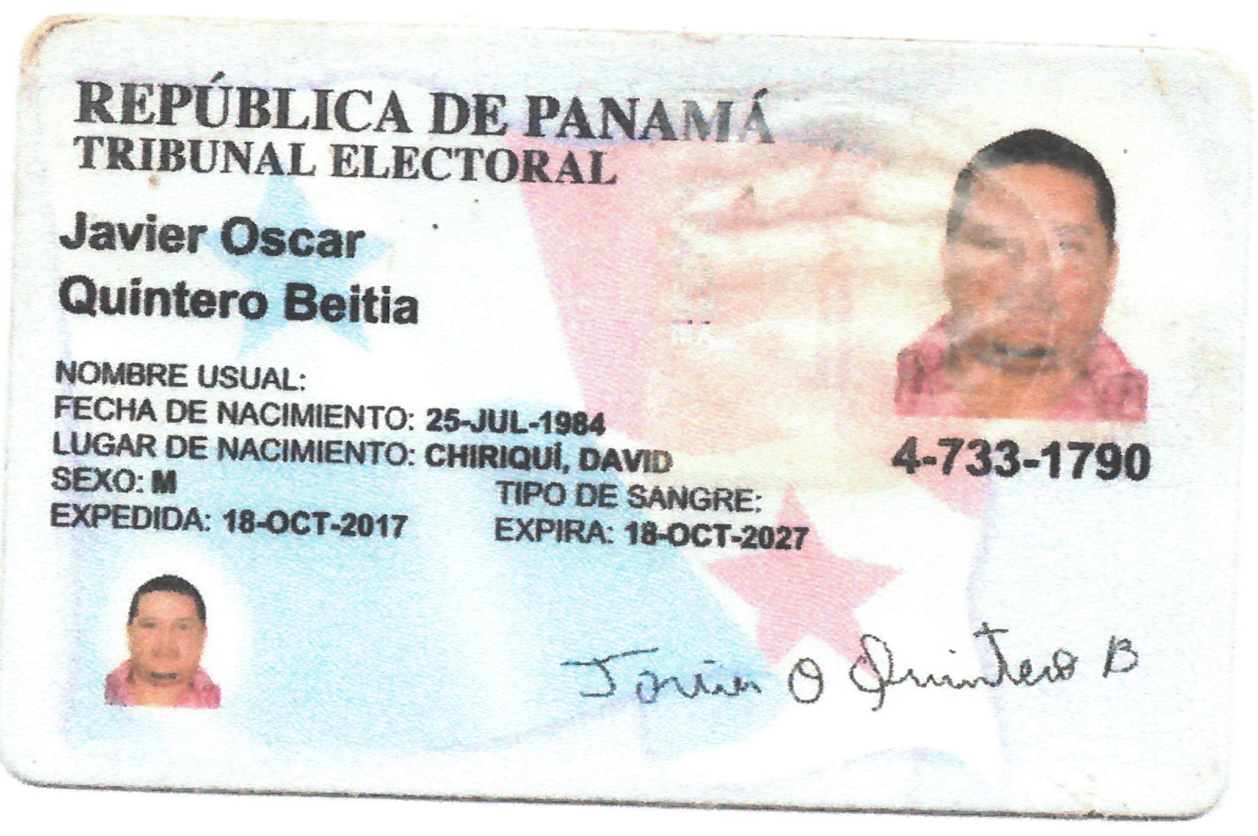 REPÚBLICA DE PANAMÁ
TRIBUNAL ELECTORAL
Javier Oscar
Quintero Beitia
NOMBRE USUAL:
FECHA DE NACIMIENTO: 25-JUL-1984
LUGAR DE NACIMIENTO: CHIRIQUÍ, DAVID
SEXO: M
TIPO DE SANGRE:
EXPEDIDA: 18-OCT-2017
EXPIRA: 18-OCT-2027
4-733-1790
Javier O Quintero B